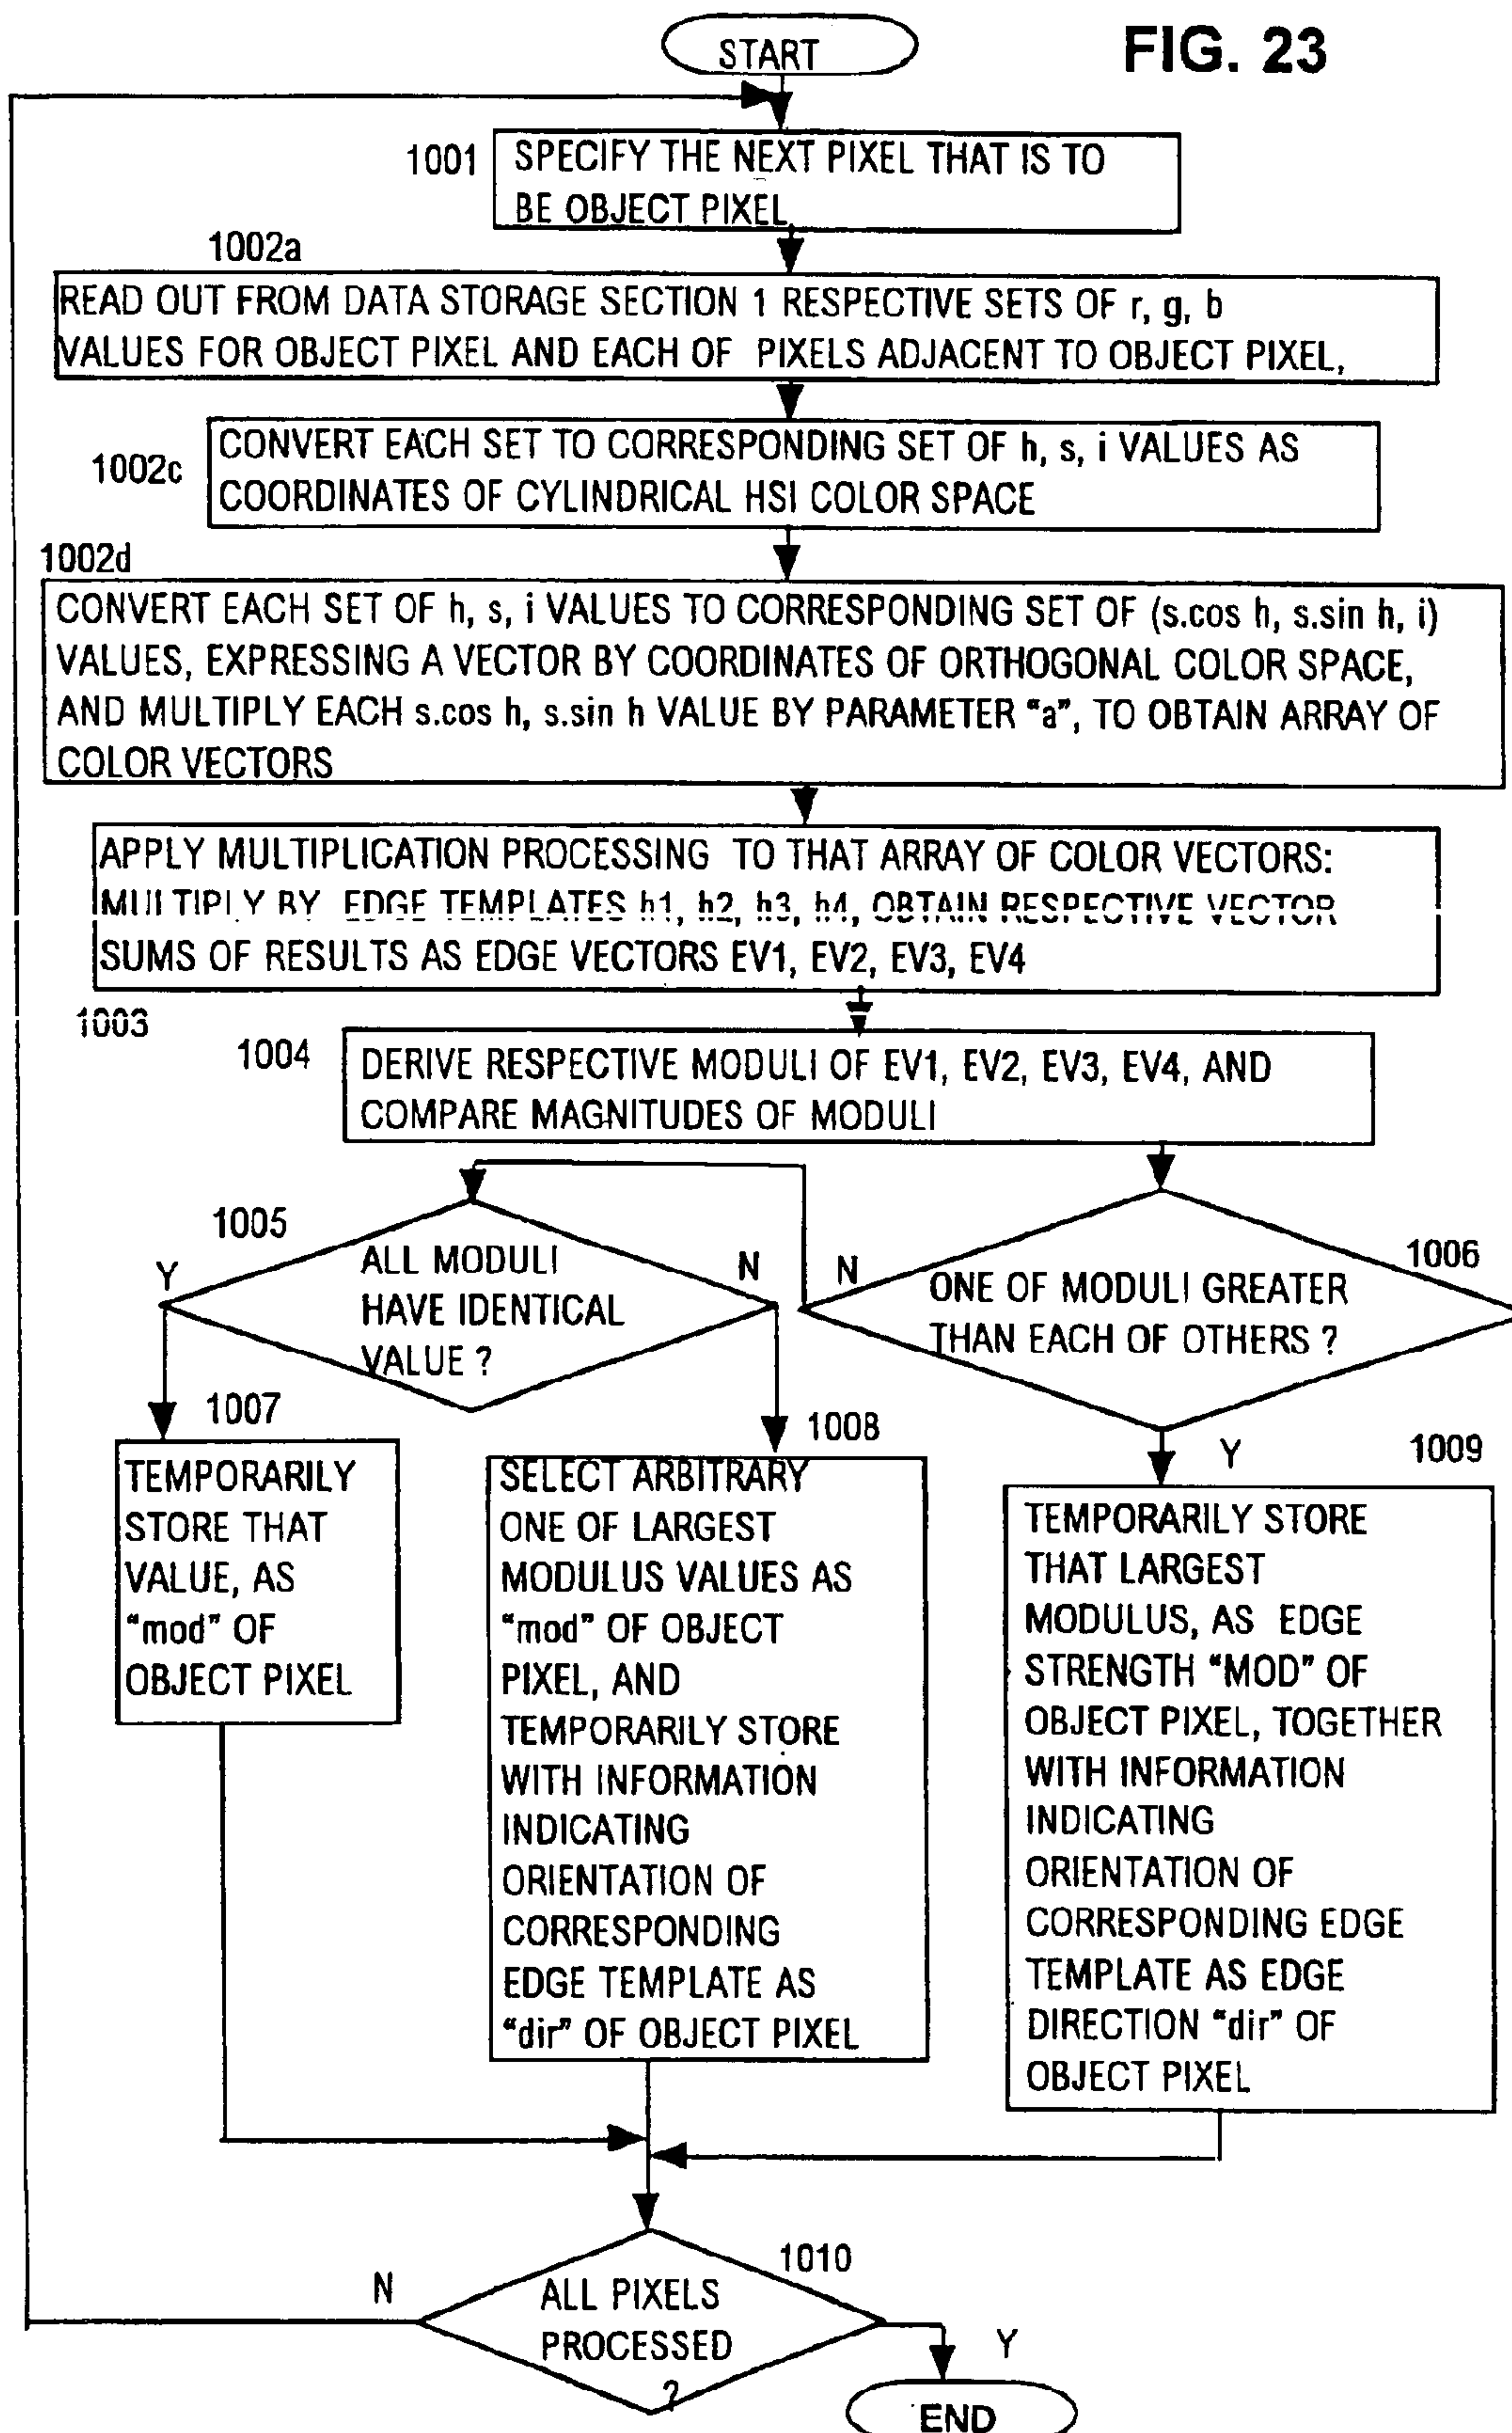 FIG. 23
START
1001
SPECIFY THE NEXT PIXEL THAT IS TO
BE OBJECT PIXEL
1002a
READ OUT FROM DATA STORAGE SECTION 1 RESPECTIVE SETS OF r, g, b
VALUES FOR OBJECT PIXEL AND EACH OF PIXELS ADJACENT TO OBJECT PIXEL,
1002c
CONVERT EACH SET TO CORRESPONDING SET OF h, s, i VALUES AS
COORDINATES OF CYLINDRICAL HSI COLOR SPACE
1002d
CONVERT EACH SET OF h, s, i VALUES TO CORRESPONDING SET OF (s.cos h, s.sin h, i)
VALUES, EXPRESSING A VECTOR BY COORDINATES OF ORTHOGONAL COLOR SPACE,
AND MULTIPLY EACH s.cos h, s.sin h VALUE BY PARAMETER "a", TO OBTAIN ARRAY OF
COLOR VECTORS
APPLY MULTIPLICATION PROCESSING TO THAT ARRAY OF COLOR VECTORS:
MULTIPLY BY EDGE TEMPLATES h1, h2, h3, h4, OBTAIN RESPECTIVE VECTOR
SUMS OF RESULTS AS EDGE VECTORS EV1, EV2, EV3, EV4
1003
1004
DERIVE RESPECTIVE MODULI OF EV1, EV2, EV3, EV4, AND
COMPARE MAGNITUDES OF MODULI
1005
Y
ALL MODULI
HAVE IDENTICAL
VALUE ?
N
N
1006
ONE OF MODULI GREATER
THAN EACH OF OTHERS ?
Y
1007
TEMPORARILY
STORE THAT
VALUE, AS
"mod" OF
OBJECT PIXEL
1008
SELECT ARBITRARY
ONE OF LARGEST
MODULUS VALUES AS
"mod" OF OBJECT
PIXEL, AND
TEMPORARILY STORE
WITH INFORMATION
INDICATING
ORIENTATION OF
CORRESPONDING
EDGE TEMPLATE AS
"dir" OF OBJECT PIXEL
1009
TEMPORARILY STORE
THAT LARGEST
MODULUS, AS EDGE
STRENGTH "MOD" OF
OBJECT PIXEL, TOGETHER
WITH INFORMATION
INDICATING
ORIENTATION OF
CORRESPONDING EDGE
TEMPLATE AS EDGE
DIRECTION "dir" OF
OBJECT PIXEL
1010
N
ALL PIXELS
PROCESSED
?
Y
END